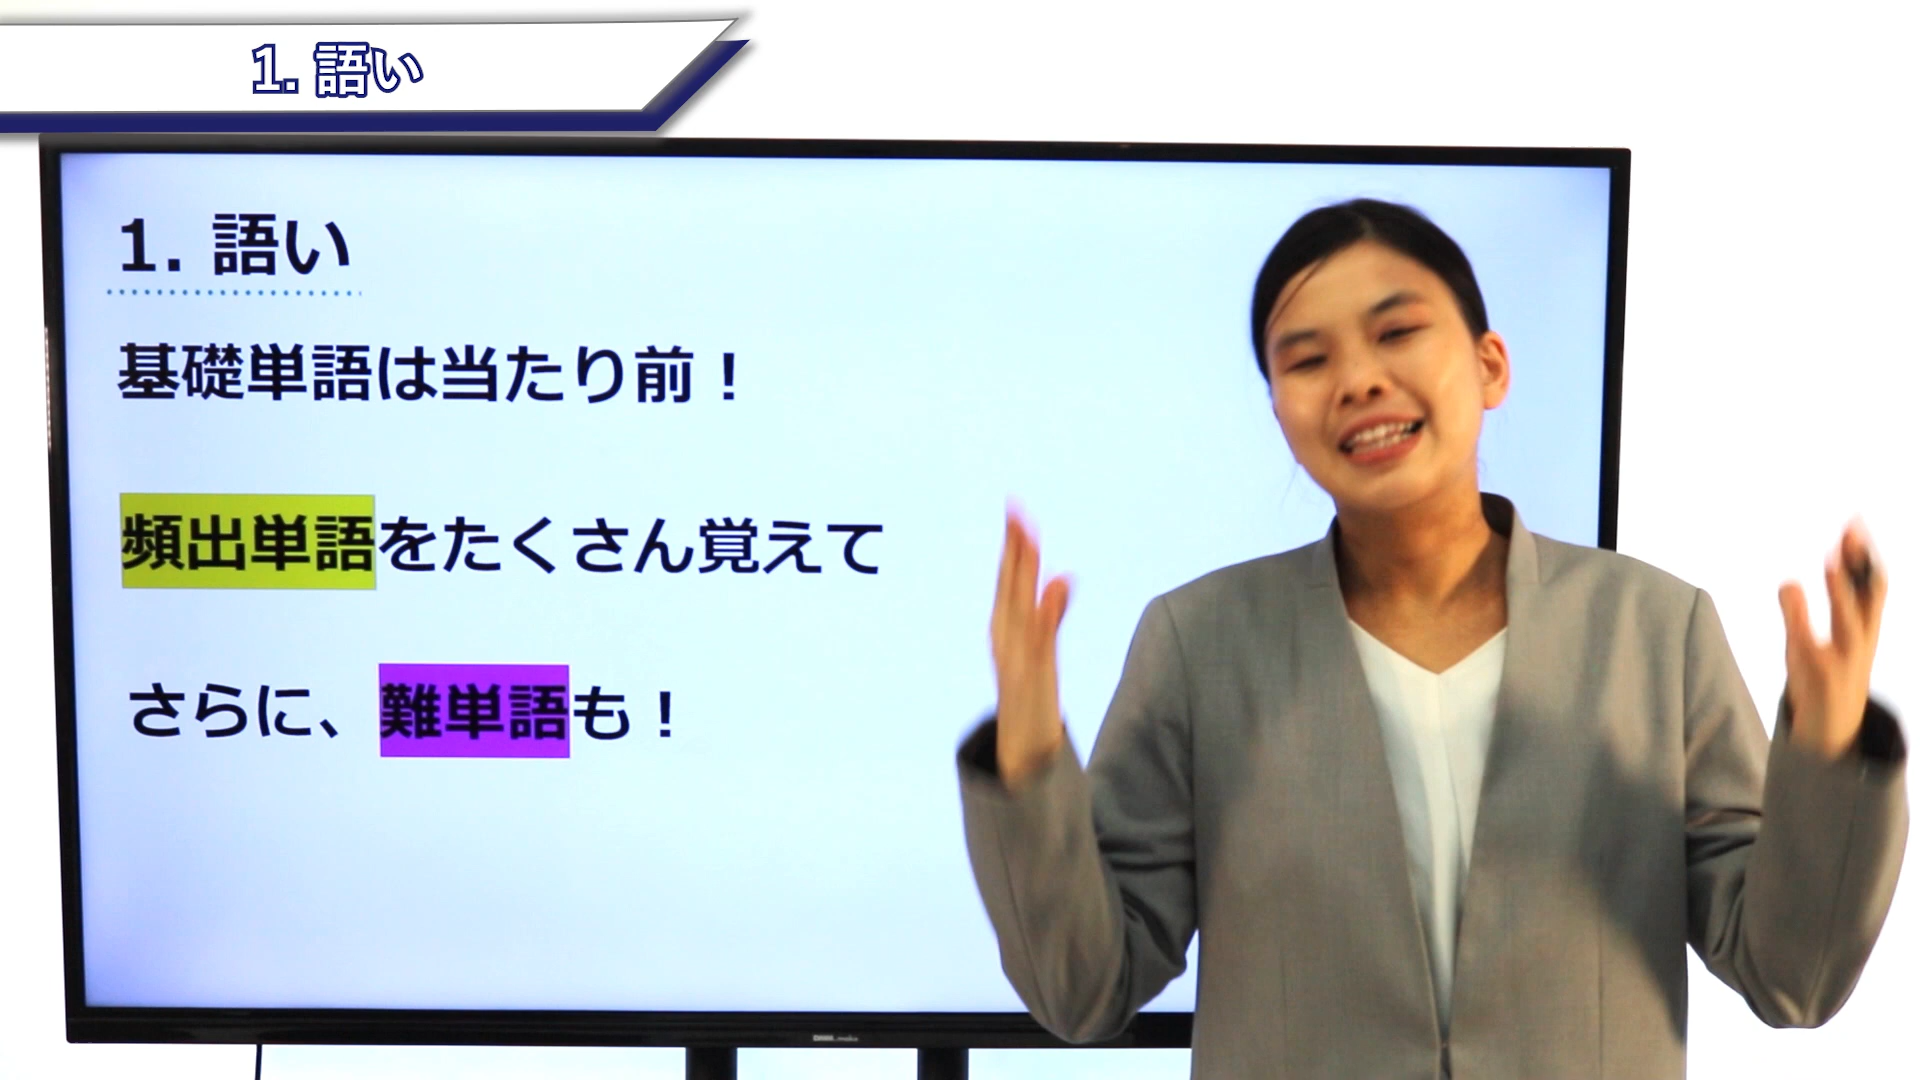 1. 語い
1. 語い
基礎単語は当たり前！
頻出単語をたくさん覚えて
さらに、難単語も！